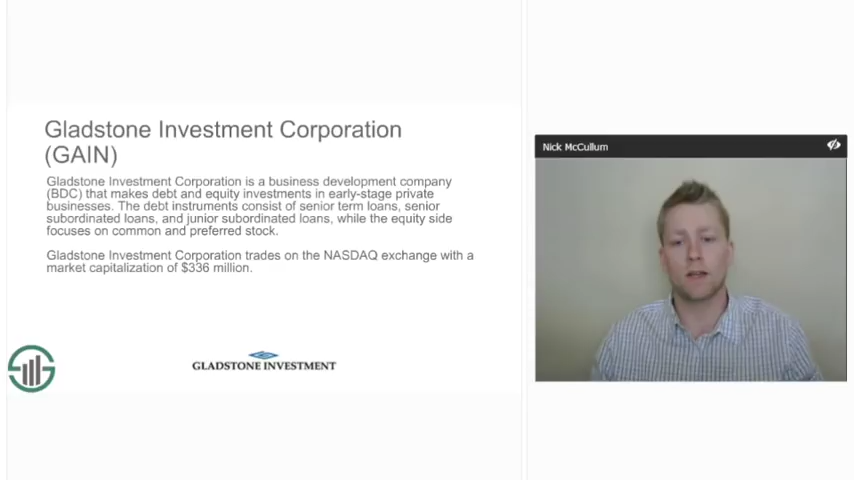 Gladstone Investment Corporation
(GAIN)
Gladstone Investment Corporation is a business development company
(BDC) that makes debt and equity investments in early-stage private
businesses. The debt instruments consist of senior term loans, senior
subordinated loans, and junior subordinated loans, while the equity side
focuses on common and preferred stock.
Gladstone Investment Corporation trades on the NASDAQ exchange with a
market capitalization of $336 million.
GLADSTONE INVESTMENT
Nick McCullum